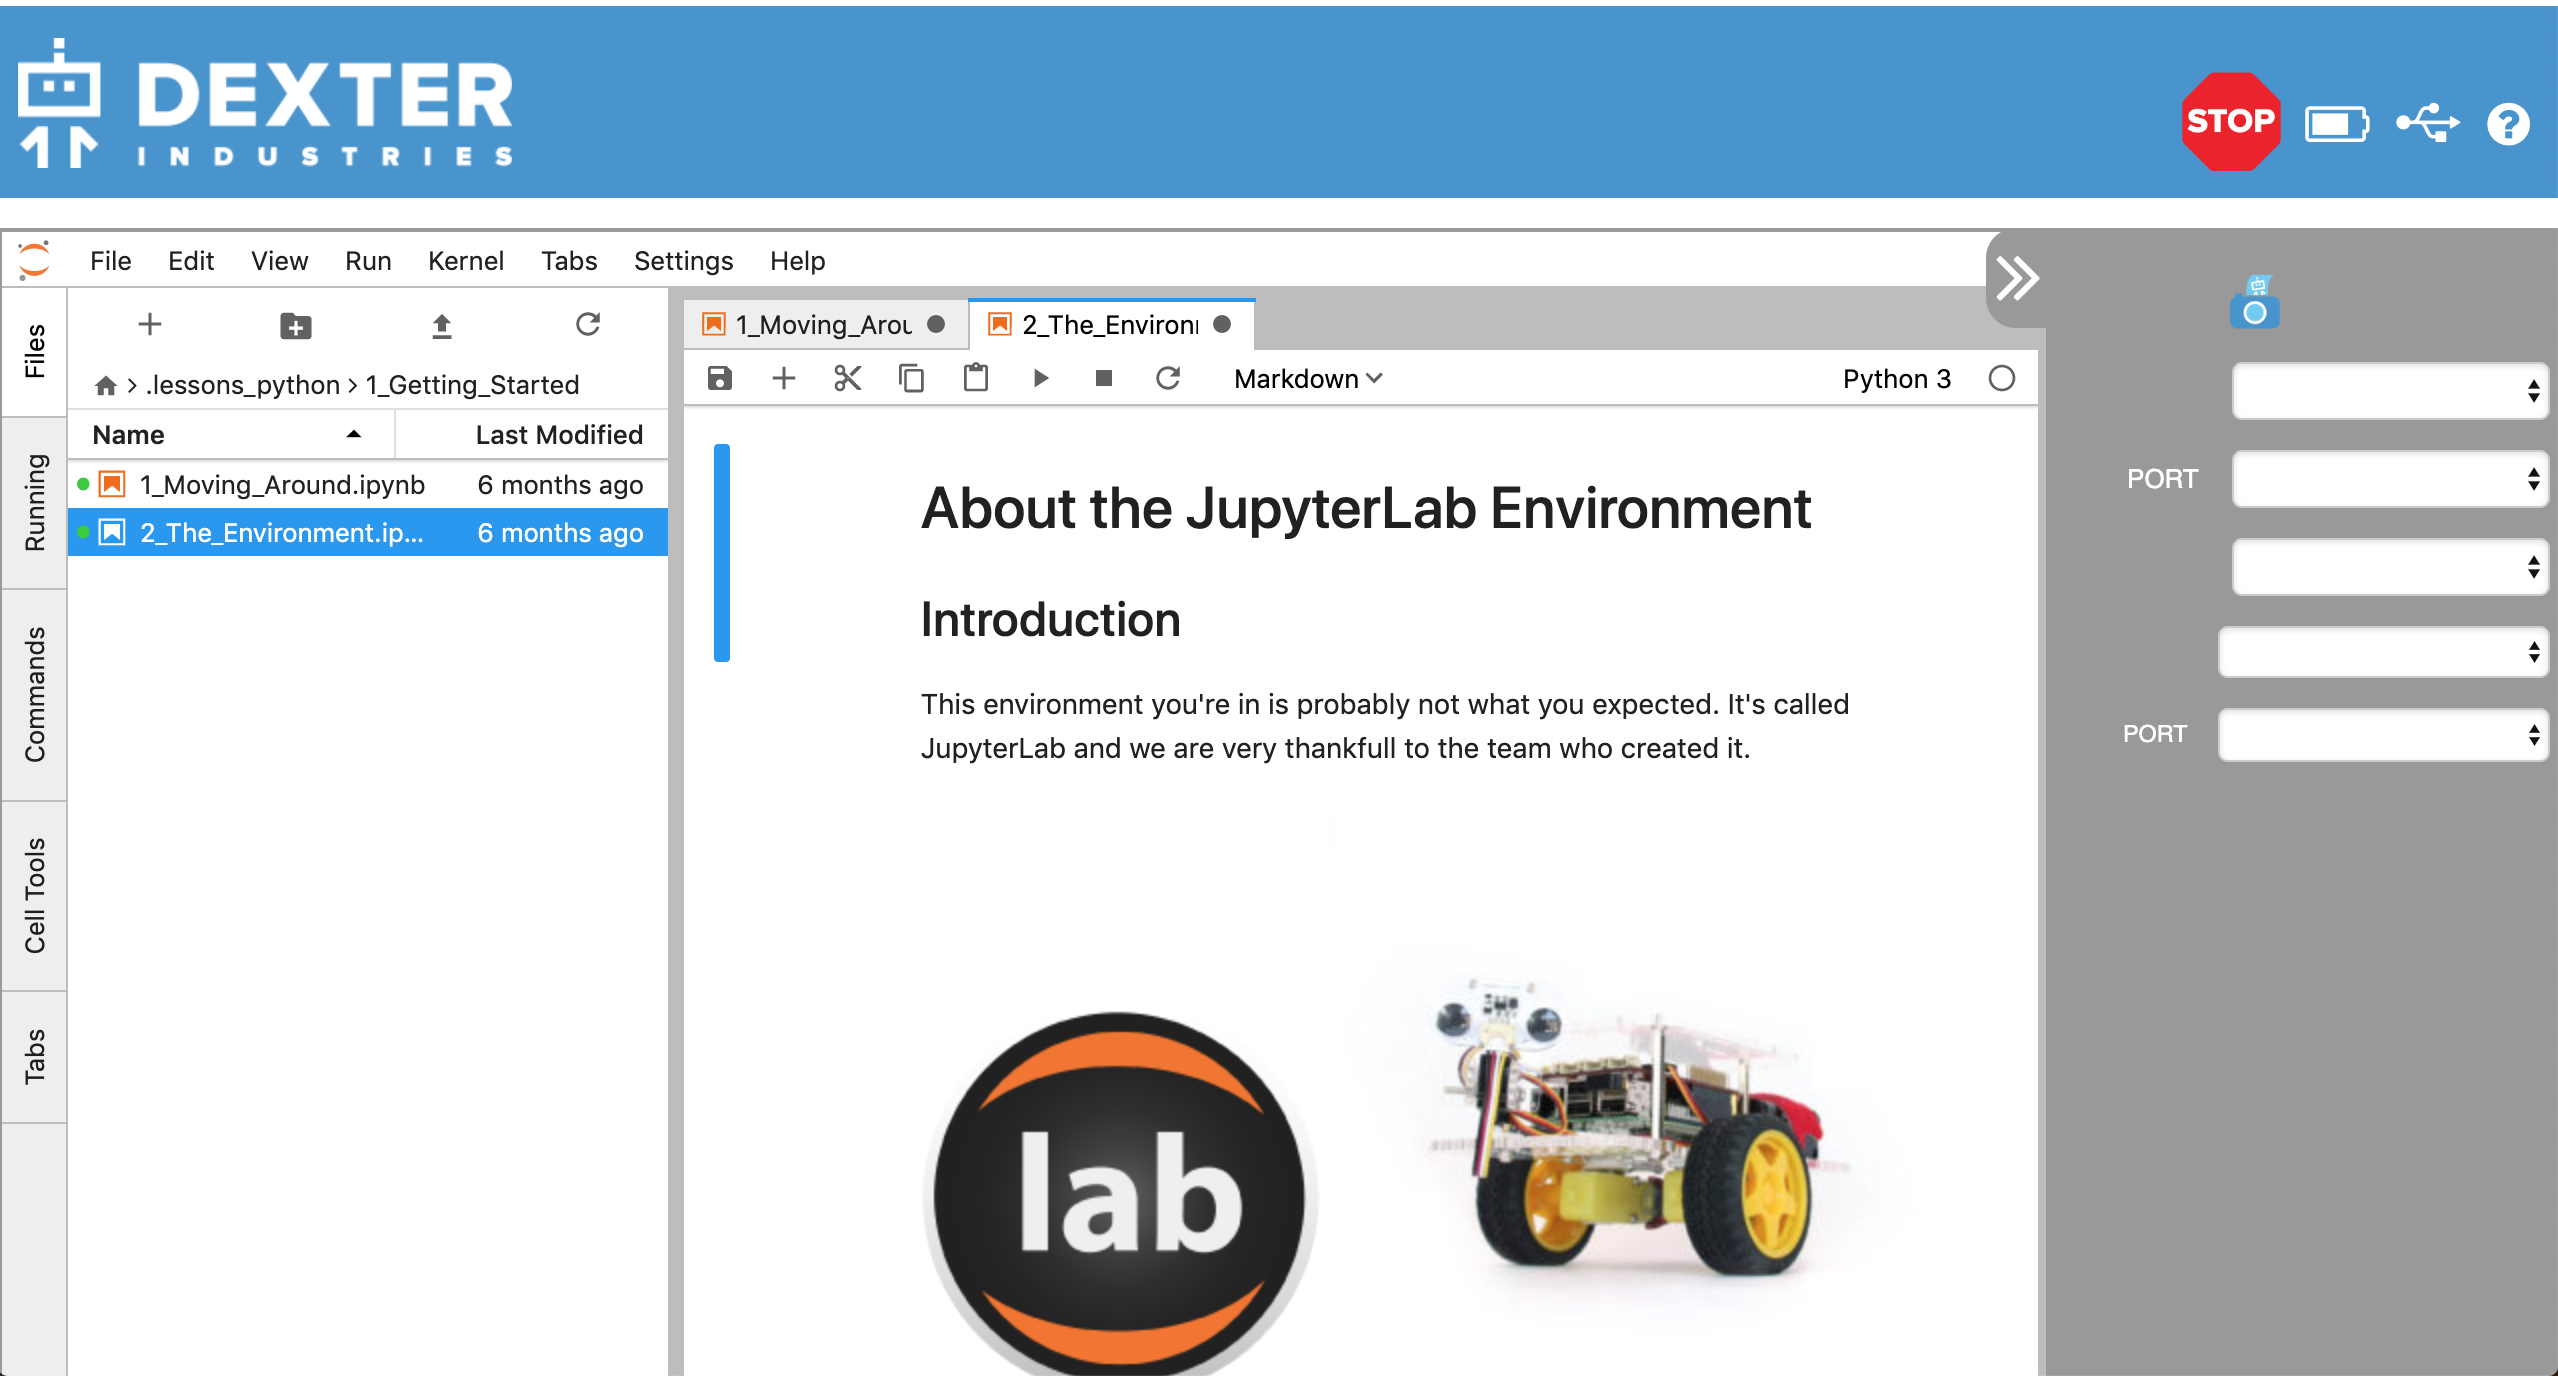 DEXTER
INDUSTRIES
STOP
File Edit View Run Kernel Tabs Settings Help
Files
Running
Commands
Cell Tools
Tabs
.lessons_python > 1_Getting_Started
Name Last Modified
1_Moving_Around.ipynb 6 months ago
2_The_Environment.ip... 6 months ago
1_Moving_Arou
2_The_Environ
Markdown Python 3
About the JupyterLab Environment
Introduction
This environment you're in is probably not what you expected. It's called
JupyterLab and we are very thankfull to the team who created it.
lab
PORT
PORT